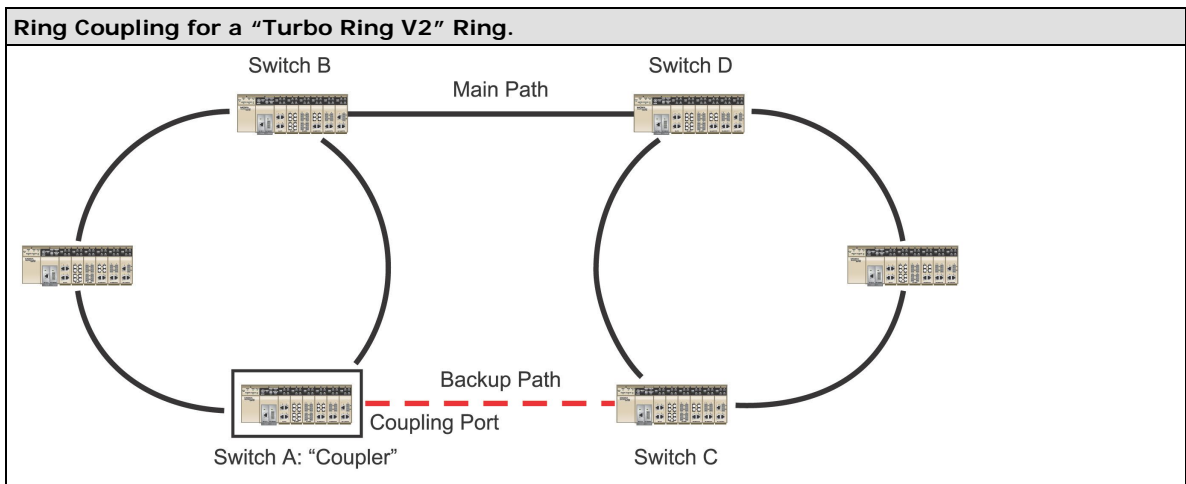 Ring Coupling for a “Turbo Ring V2” Ring.
Switch B
Switch D
Main Path
Backup Path
Coupling Port
Switch A: “Coupler”
Switch C